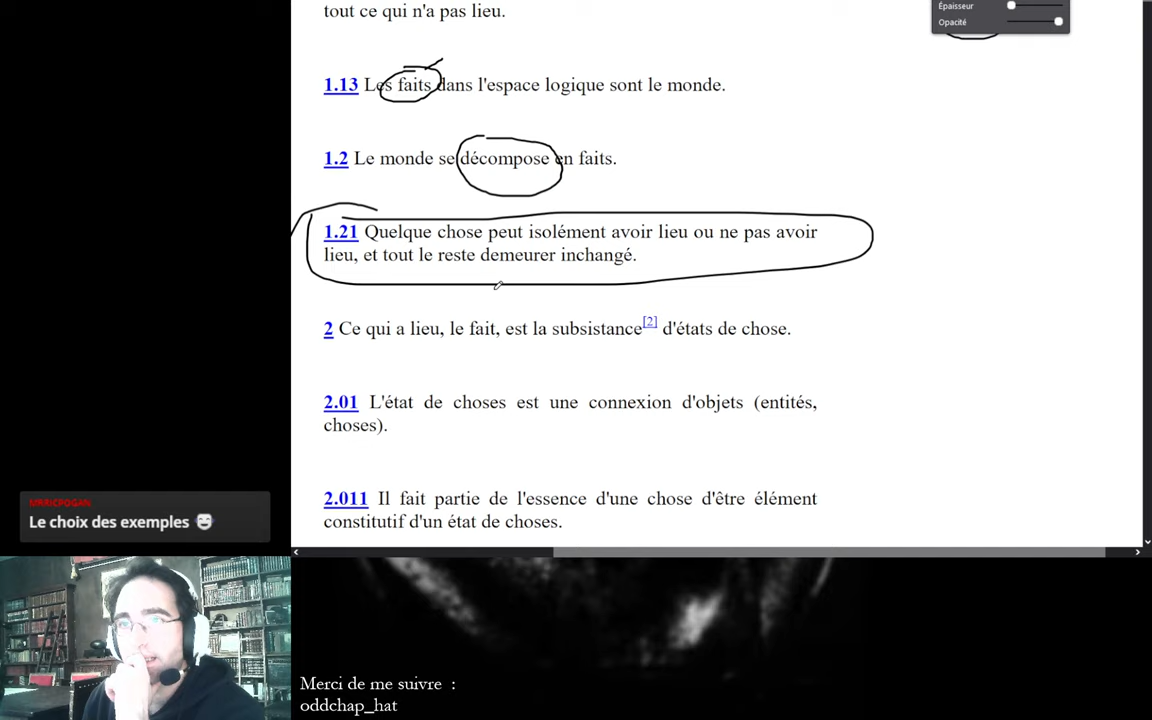 tout ce qui n'a pas lieu.
Épaisseur
Opacité
1.13 Les faits dans l'espace logique sont le monde.
1.2 Le monde se décompose en faits.
1.21 Quelque chose peut isolément avoir lieu ou ne pas avoir
lieu, et tout le reste demeurer inchangé.
2 Ce qui a lieu, le fait, est la subsistance[2] d'états de chose.
2.01 L'état de choses est une connexion d'objets (entités,
choses).
2.011 Il fait partie de l'essence d'une chose d'être élément
constitutif d'un état de choses.
Le choix des exemples
Merci de me suivre :
oddchap_hat